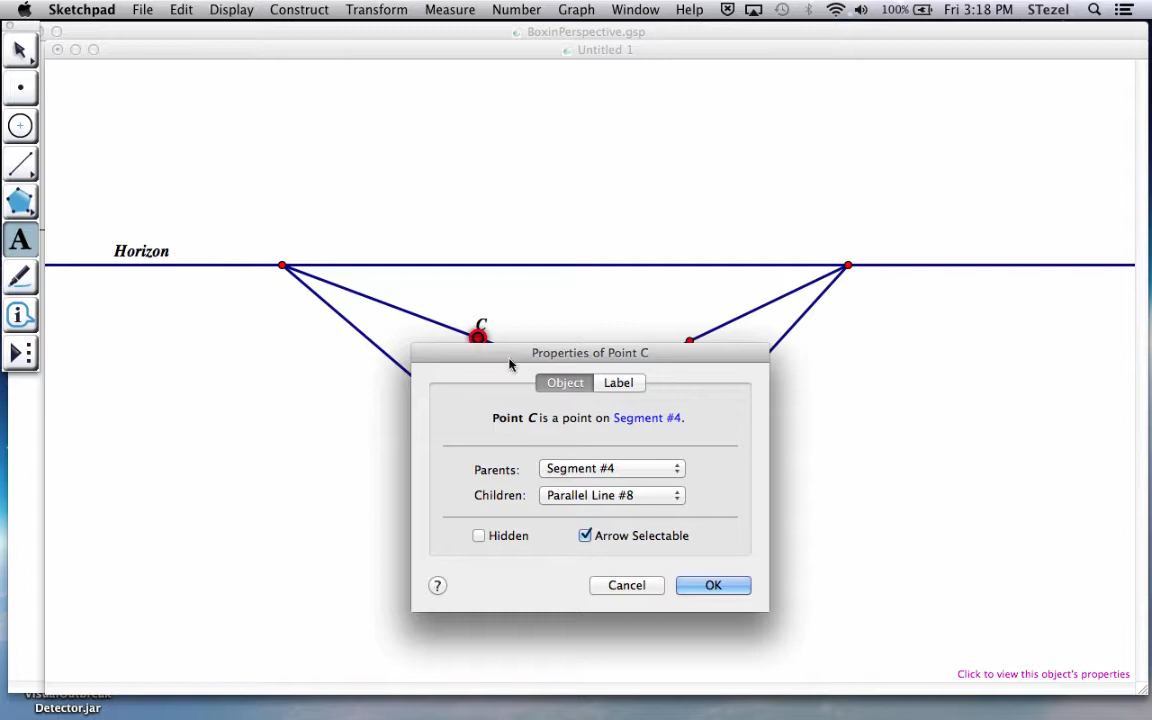 Sketchpad File Edit Display Construct Transform Measure Number Graph Window Help 100% Fri 3:18 PM STezel
BoxinPerspective.gsp
Untitled 1
A
Horizon
C
Properties of Point C
Object Label
Point C is a point on Segment #4.
Parents: Segment #4
Children: Parallel Line #8
Hidden Arrow Selectable
? Cancel OK
Click to view this object's properties
Detector.jar